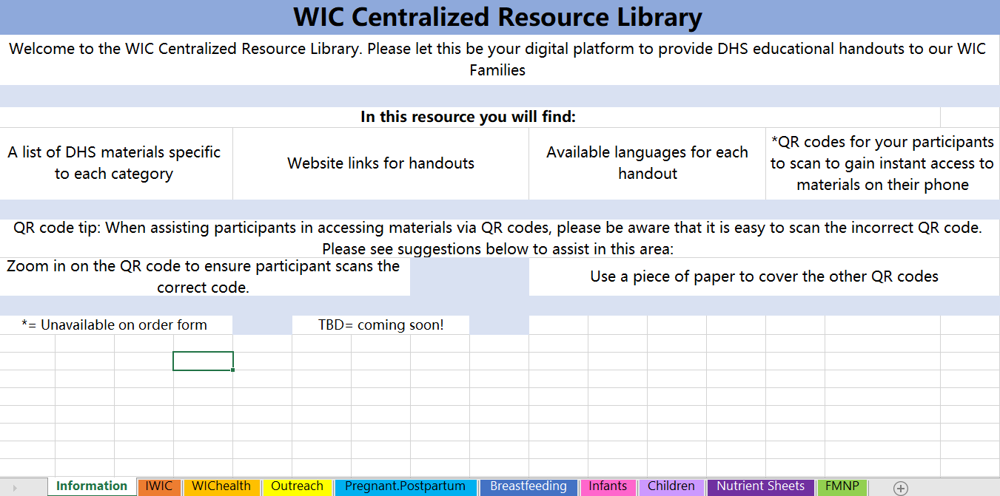 WIC Centralized Resource Library
Welcome to the WIC Centralized Resource Library. Please let this be your digital platform to provide DHS educational handouts to our WIC
Families
In this resource you will find:
A list of DHS materials specific
to each category
Website links for handouts
Available languages for each
handout
*QR codes for your participants
to scan to gain instant access to
materials on their phone
QR code tip: When assisting participants in accessing materials via QR codes, please be aware that it is easy to scan the incorrect QR code.
Please see suggestions below to assist in this area:
Zoom in on the QR code to ensure participant scans the
correct code.
Use a piece of paper to cover the other QR codes
*= Unavailable on order form
TBD= coming soon!
Information
IWIC
WIChealth
Outreach
Pregnant.Postpartum
Breastfeeding
Infants
Children
Nutrient Sheets
FMNP